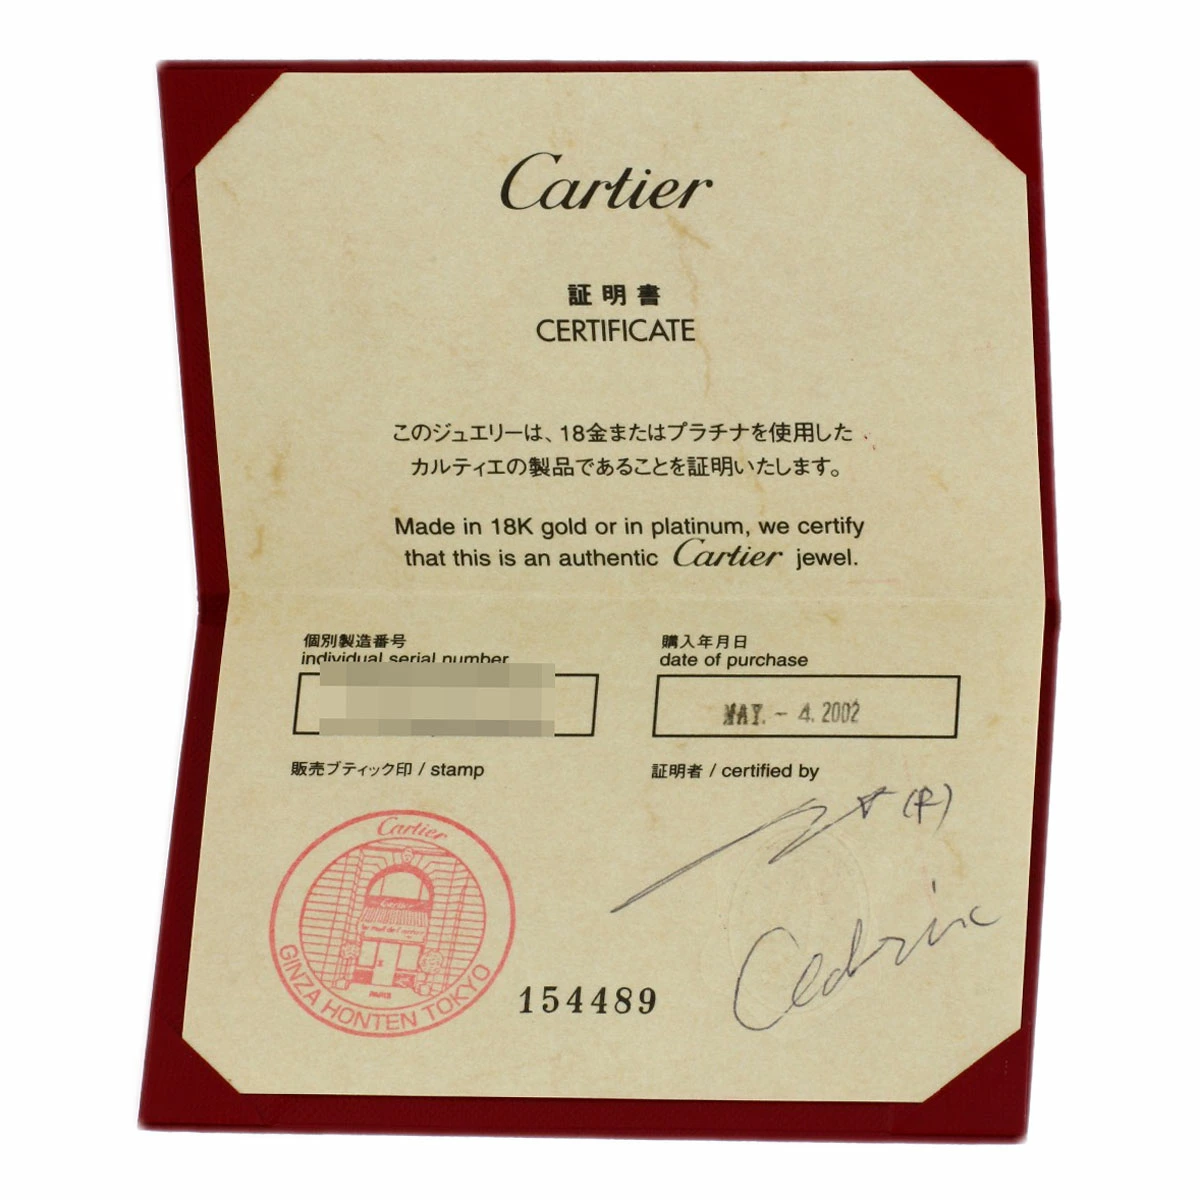 Cartier
証明書
CERTIFICATE
このジュエリーは、18金またはプラチナを使用した
カルティエの製品であることを証明いたします。
Made in 18K gold or in platinum, we certify
that this is an authentic Cartier jewel.
個別製造番号
individual serial number
購入年月日
date of purchase
MAY. - 4. 2002
販売ブティック印 / stamp
証明者 / certified by
Cartier
Cartier
PARIS
GINZA HONTEN TOKYO
154489
Cedric